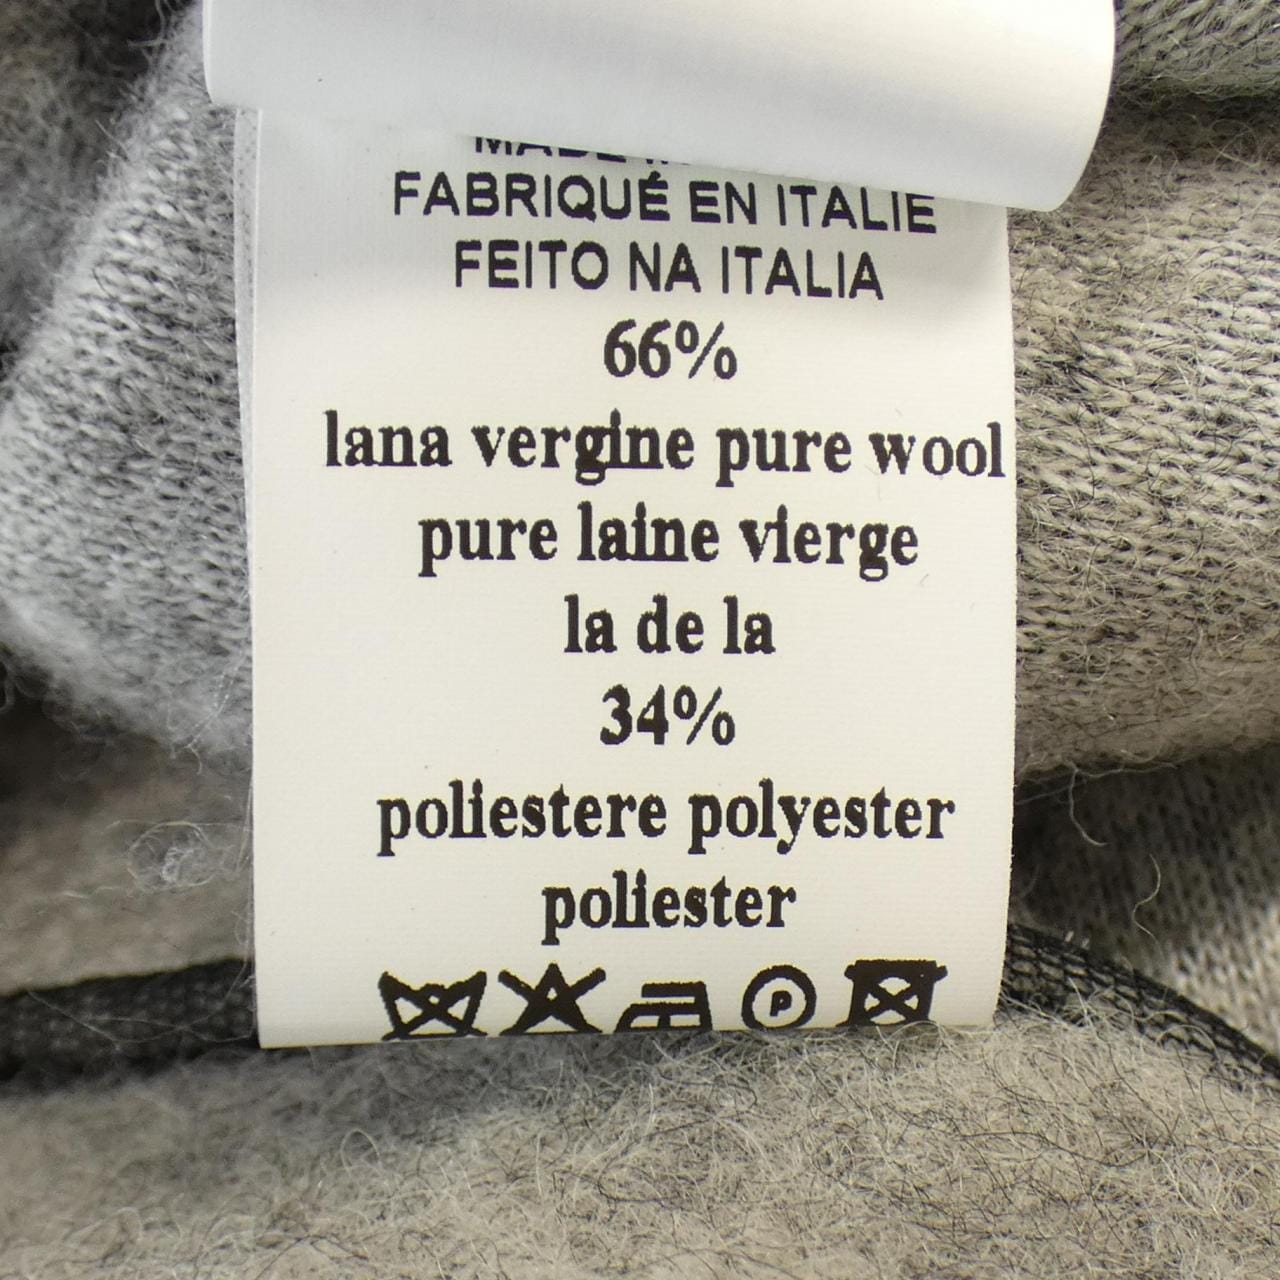 FABRIQUÉ EN ITALIE
FEITO NA ITALIA
66%
lana vergine pure wool
pure laine vierge
la de la
34%
poliestere polyester
poliester
P